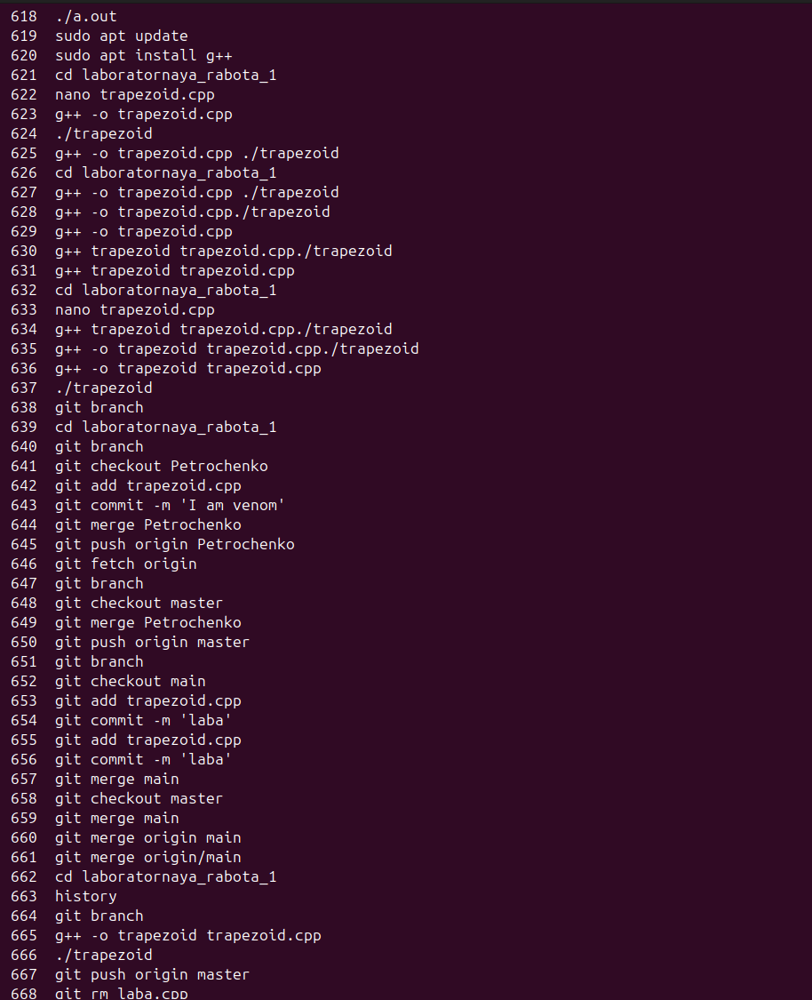 618 ./a.out
619 sudo apt update
620 sudo apt install g++
621 cd laboratornaya_rabota_1
622 nano trapezoid.cpp
623 g++ -o trapezoid.cpp
624 ./trapezoid
625 g++ -o trapezoid.cpp ./trapezoid
626 cd laboratornaya_rabota_1
627 g++ -o trapezoid.cpp ./trapezoid
628 g++ -o trapezoid.cpp./trapezoid
629 g++ -o trapezoid.cpp
630 g++ trapezoid trapezoid.cpp./trapezoid
631 g++ trapezoid trapezoid.cpp
632 cd laboratornaya_rabota_1
633 nano trapezoid.cpp
634 g++ trapezoid trapezoid.cpp./trapezoid
635 g++ -o trapezoid trapezoid.cpp./trapezoid
636 g++ -o trapezoid trapezoid.cpp
637 ./trapezoid
638 git branch
639 cd laboratornaya_rabota_1
640 git branch
641 git checkout Petrochenko
642 git add trapezoid.cpp
643 git commit -m 'I am venom'
644 git merge Petrochenko
645 git push origin Petrochenko
646 git fetch origin
647 git branch
648 git checkout master
649 git merge Petrochenko
650 git push origin master
651 git branch
652 git checkout main
653 git add trapezoid.cpp
654 git commit -m 'laba'
655 git add trapezoid.cpp
656 git commit -m 'laba'
657 git merge main
658 git checkout master
659 git merge main
660 git merge origin main
661 git merge origin/main
662 cd laboratornaya_rabota_1
663 history
664 git branch
665 g++ -o trapezoid trapezoid.cpp
666 ./trapezoid
667 git push origin master
668 git rm laba.cpp